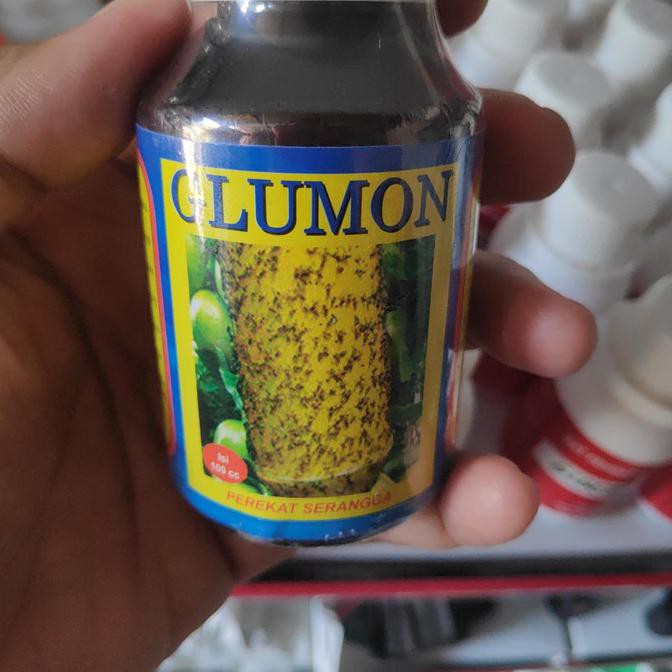 GLUMON
Isi
100 cc
PEREKAT SERANGGA